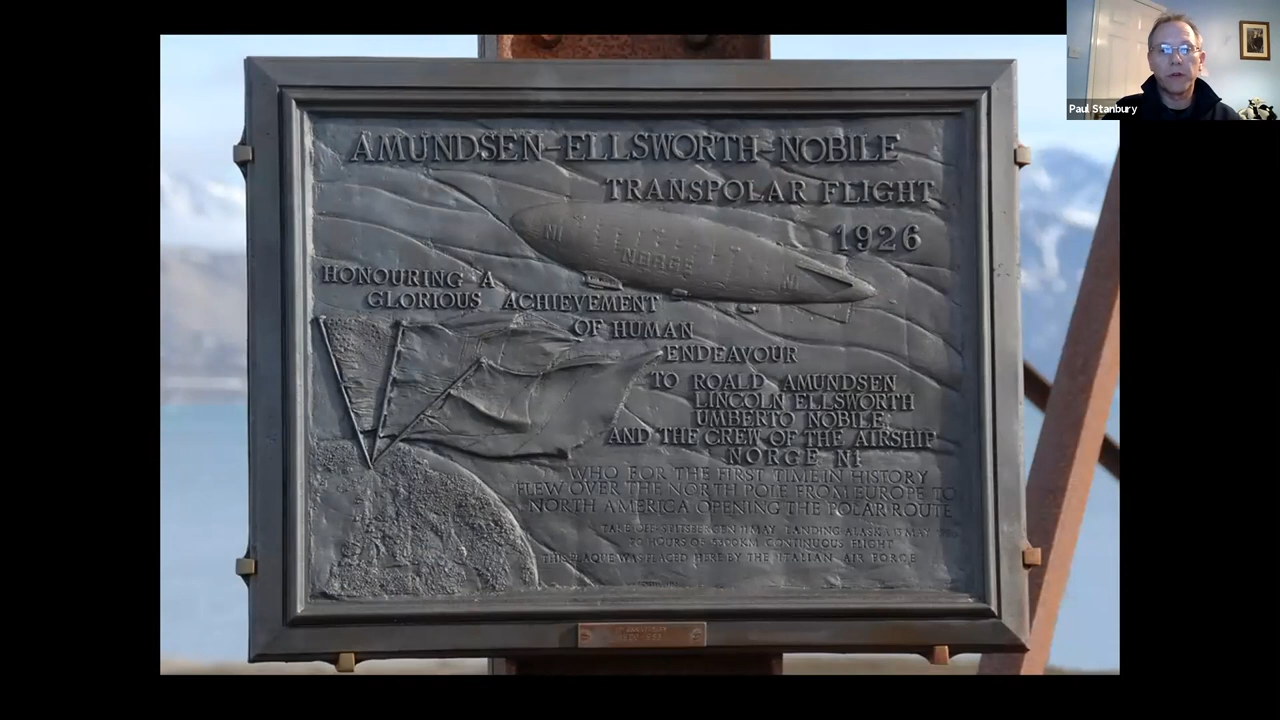 Paul Stanbury
AMUNDSEN-ELLSWORTH-NOBILE
TRANSPOLAR FLIGHT
1926
N1 NORGE N1
HONOURING A
GLORIOUS ACHIEVEMENT
OF HUMAN
ENDEAVOUR
TO ROALD AMUNDSEN
LINCOLN ELLSWORTH
UMBERTO NOBILE
AND THE CREW OF THE AIRSHIP
NORGE N1
WHO FOR THE FIRST TIME IN HISTORY
FLEW OVER THE NORTH POLE FROM EUROPE TO
NORTH AMERICA OPENING THE POLAR ROUTE
TAKE OFF SPITSBERGEN 11 MAY LANDING ALASKA 13 MAY
HOURS OF 5300KM CONTINUOUS FLIGHT
THIS PLAQUE WAS PLACED HERE BY THE ITALIAN AIR FORCE